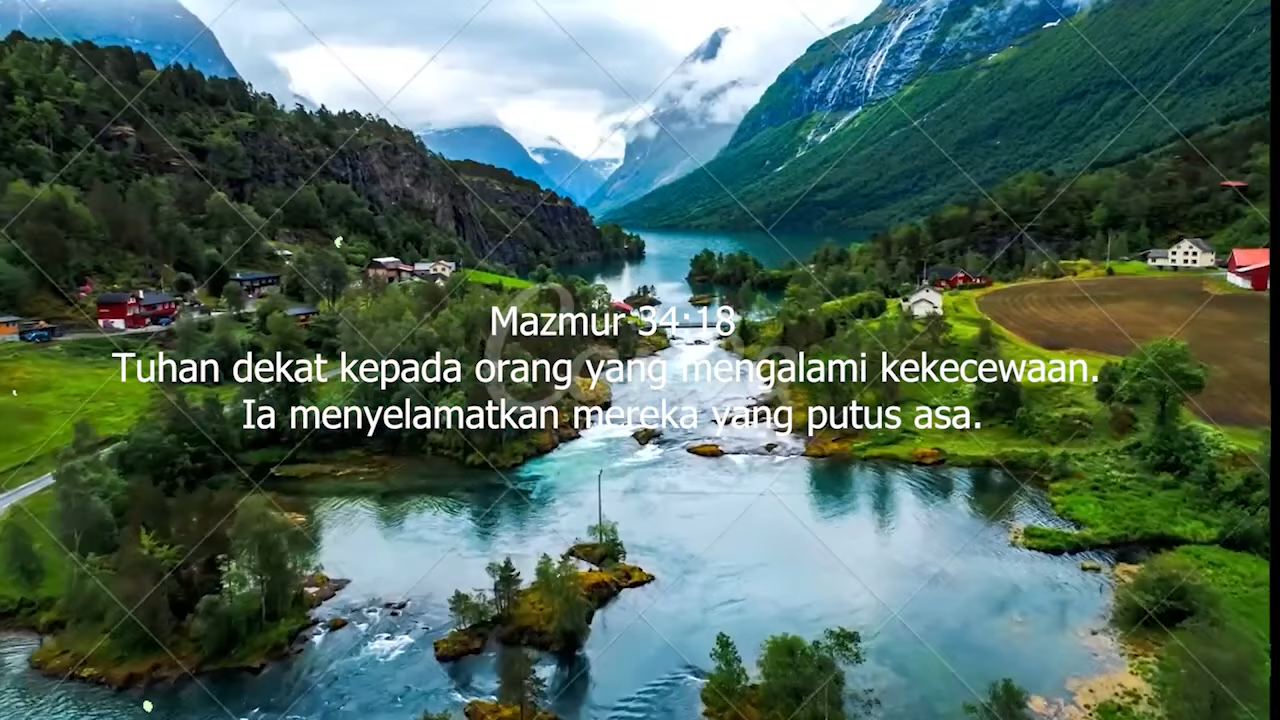 Mazmur 34:18
Tuhan dekat kepada orang yang mengalami kekecewaan.
Ia menyelamatkan mereka yang putus asa.